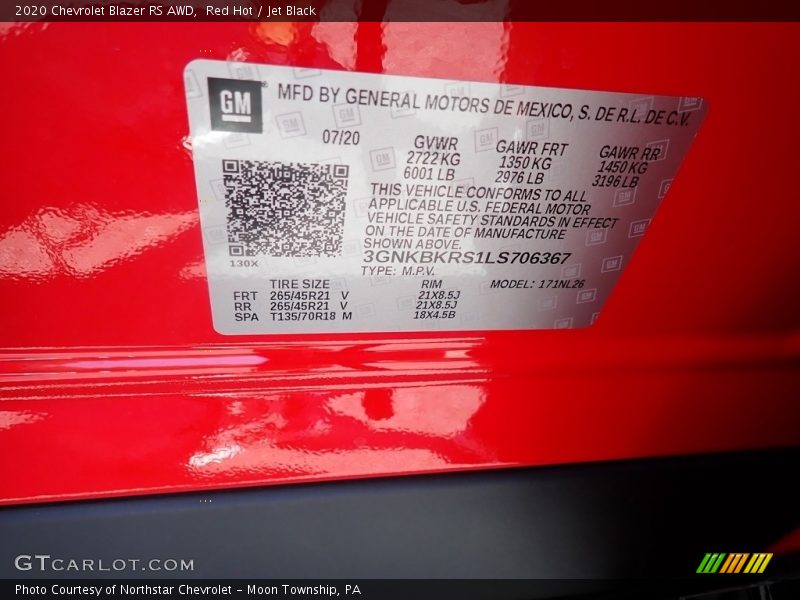 2020 Chevrolet Blazer RS AWD,  Red Hot / Jet Black
GM
MFD BY GENERAL MOTORS DE MEXICO, S. DE R.L. DE C.V.
07/20
GVWR GAWR FRT GAWR RR
2722 KG 1350 KG 1450 KG
6001 LB 2976 LB 3196 LB
THIS VEHICLE CONFORMS TO ALL
APPLICABLE U.S. FEDERAL MOTOR
VEHICLE SAFETY STANDARDS IN EFFECT
ON THE DATE OF MANUFACTURE
SHOWN ABOVE.
3GNKBKRS1LS706367
130X
TYPE: M.P.V.
TIRE SIZE RIM MODEL: 171NL26
FRT 265/45R21 V 21X8.5J
RR 265/45R21 V 21X8.5J
SPA T135/70R18 M 18X4.5B
GTCARLOT.COM
Photo Courtesy of Northstar Chevrolet - Moon Township, PA